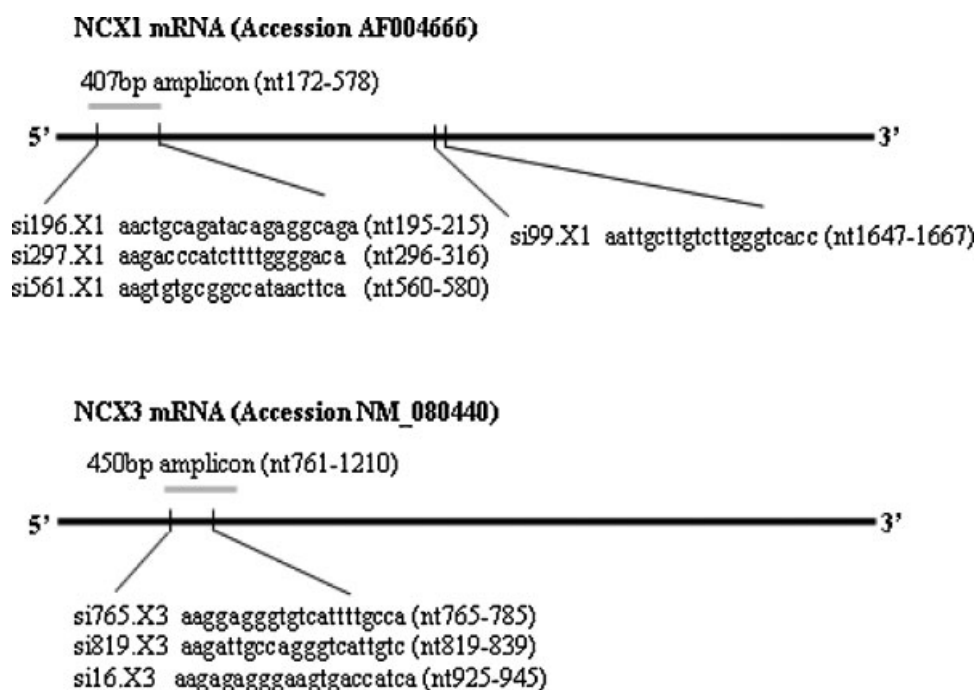 NCX1 mRNA (Accession AF004666)
407bp amplicon (nt172-578)
5’ 3’
si196.X1 aactgcagatacagaggcaga (nt195-215)
si297.X1 aagacccatcttttggggaca (nt296-316)
si561.X1 aagtgtgcggccataacttca (nt560-580)
si99.X1 aattgcttgtcttgggtcacc (nt1647-1667)
NCX3 mRNA (Accession NM_080440)
450bp amplicon (nt761-1210)
5’ 3’
si765.X3 aaggagggtgtcattttgcca (nt765-785)
si819.X3 aagattgccagggtcattgtc (nt819-839)
si16.X3 aagagagggaagtgaccatca (nt925-945)